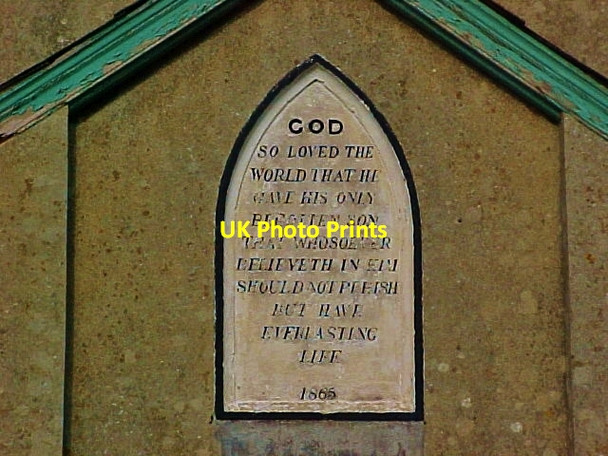 GOD
SO LOVED THE
WORLD THAT HE
GAVE HIS ONLY
BEGOTTEN SON
UK Photo Prints
THAT WHOSOEVER
BELIEVETH IN HIM
SHOULD NOT PERISH
BUT HAVE
EVERLASTING
LIFE
1865